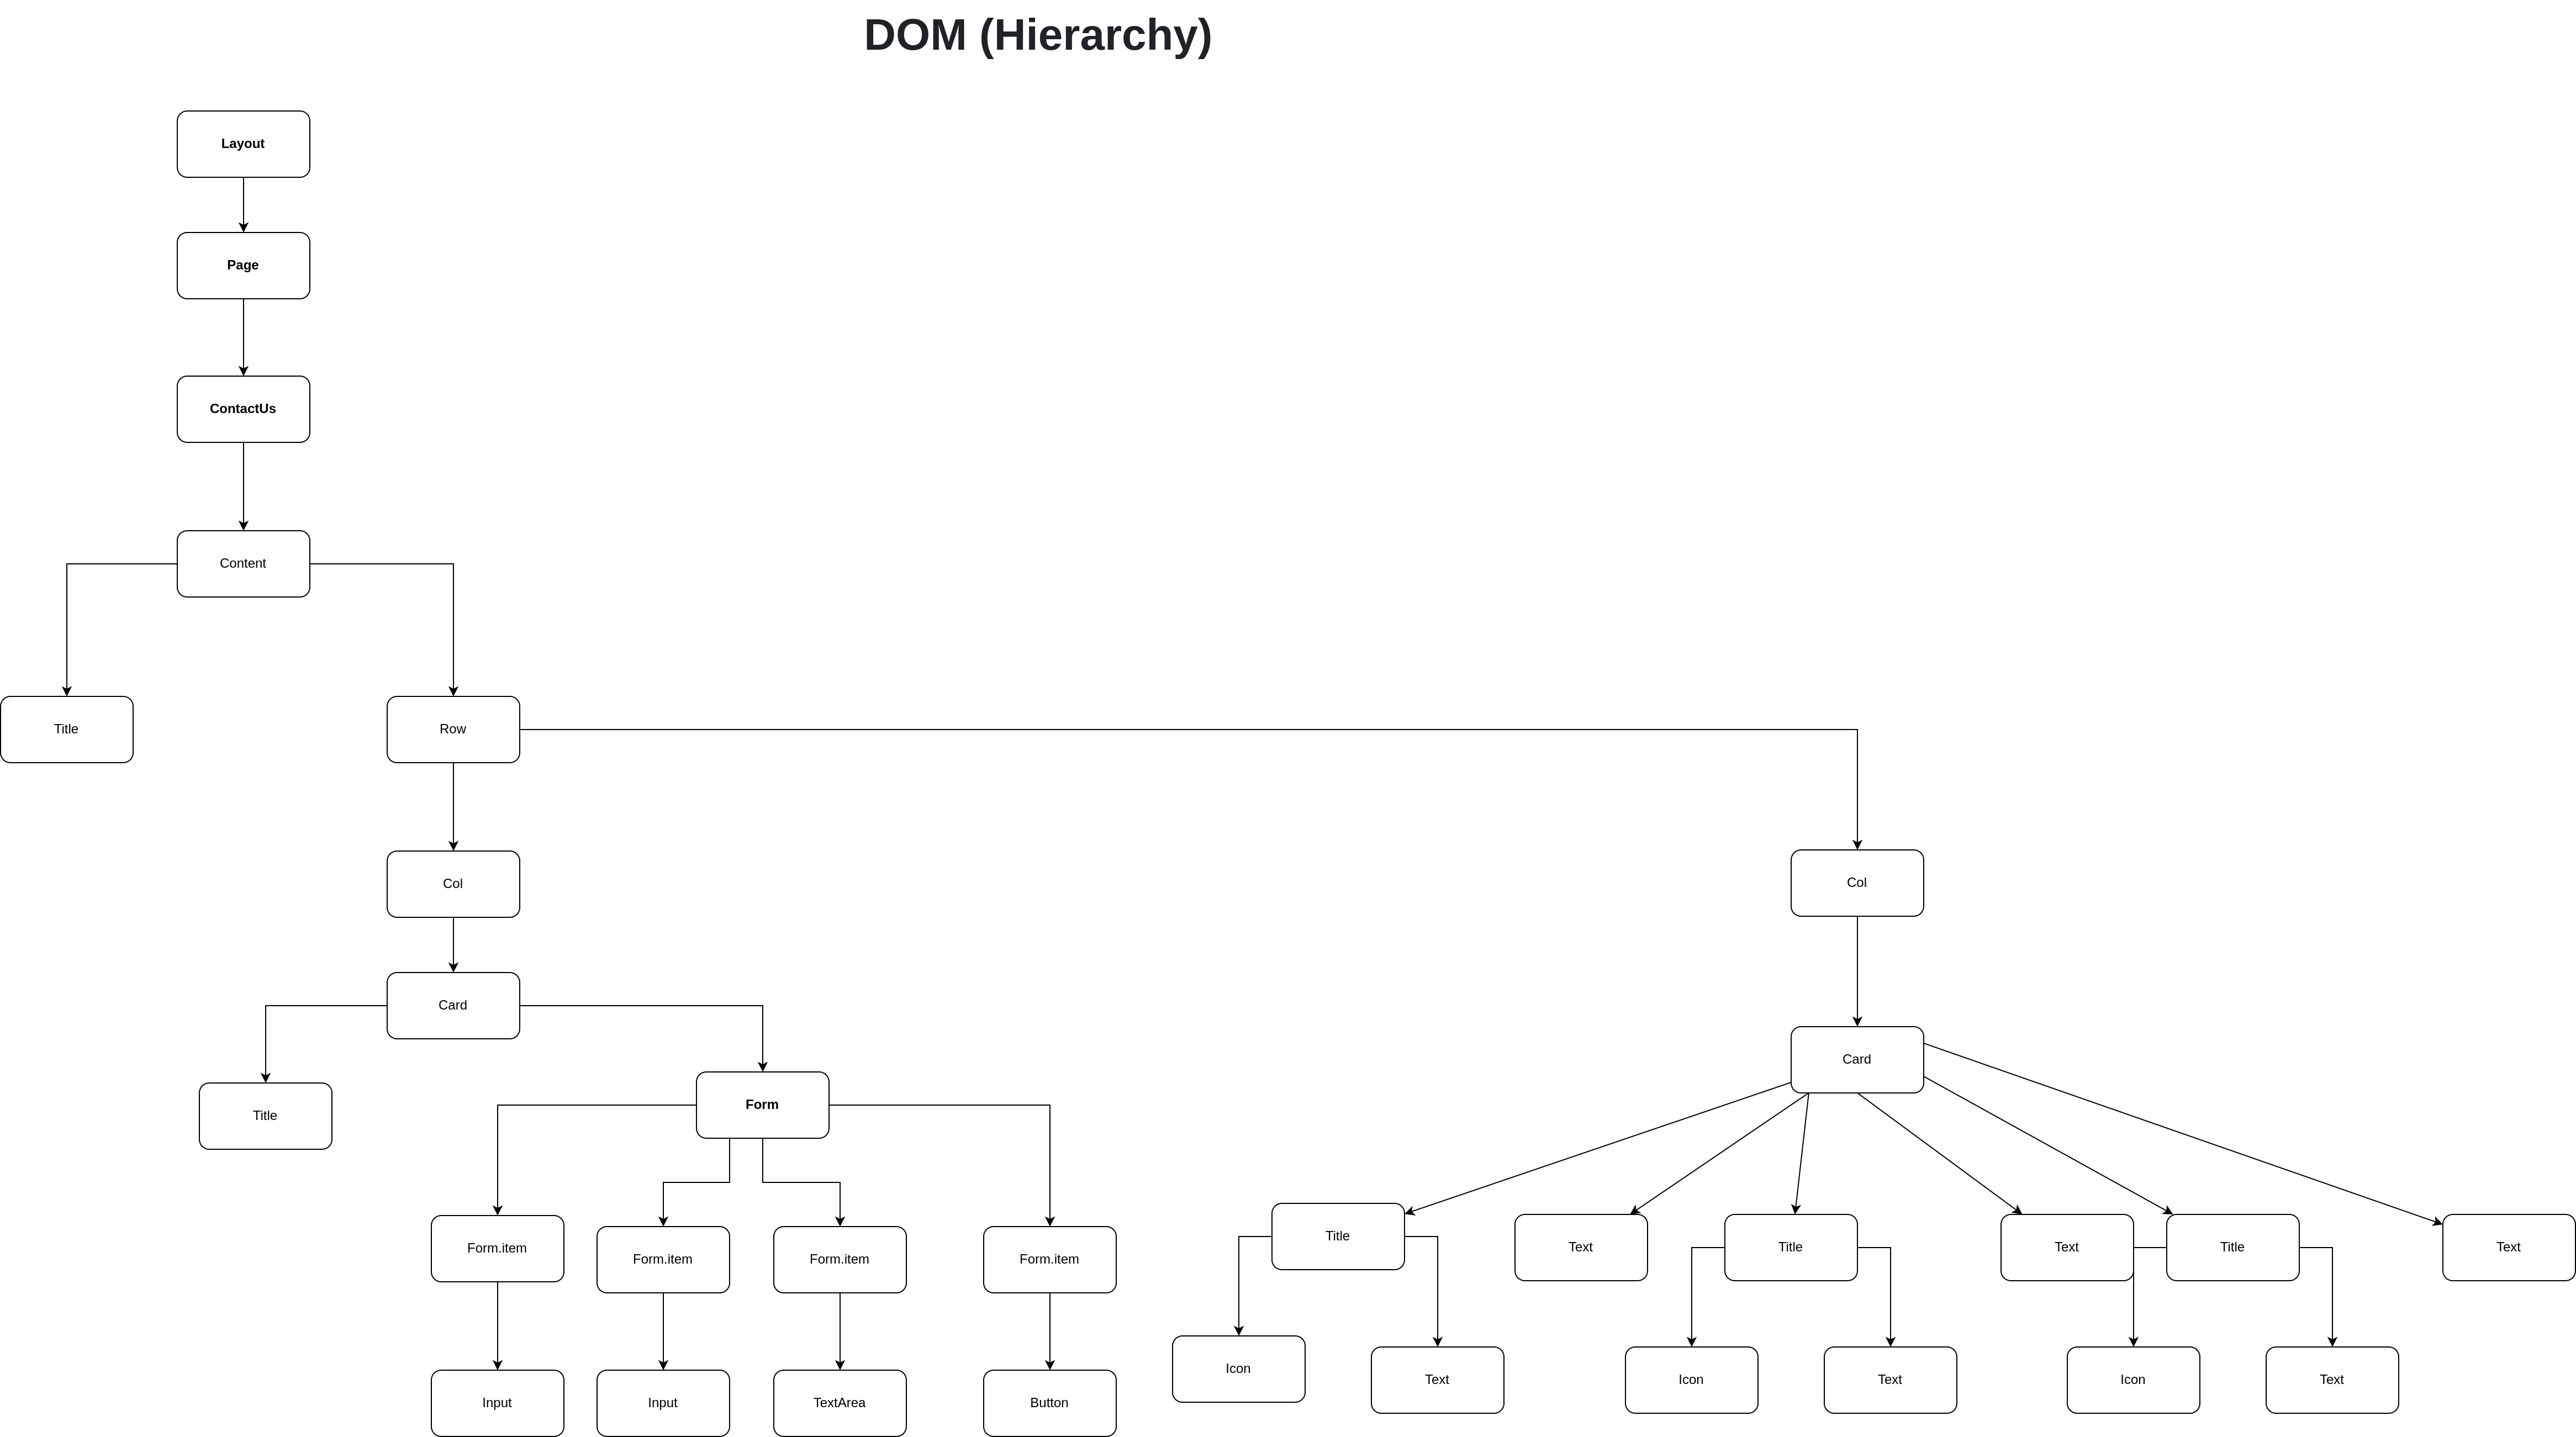 DOM (Hierarchy)
Layout
Page
ContactUs
Content
Title
Row
Col
Col
Card
Card
Title
Form
Form.item
Form.item
Form.item
Form.item
Title
Text
Title
Text
Title
Text
Input
Input
TextArea
Button
Icon
Text
Icon
Text
Icon
Text